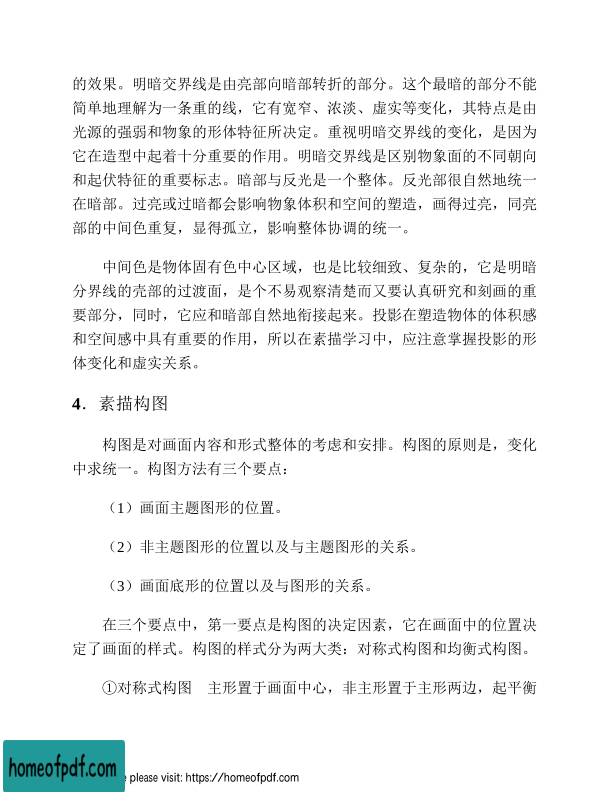 的效果。明暗交界线是由亮部向暗部转折的部分。这个最暗的部分不能
简单地理解为一条重的线，它有宽窄、浓淡、虚实等变化，其特点是由
光源的强弱和物象的形体特征所决定。重视明暗交界线的变化，是因为
它在造型中起着十分重要的作用。明暗交界线是区别物象面的不同朝向
和起伏特征的重要标志。暗部与反光是一个整体。反光部很自然地统一
在暗部。过亮或过暗都会影响物象体积和空间的塑造，画得过亮，同亮
部的中间色重复，显得孤立，影响整体协调的统一。
中间色是物体固有色中心区域，也是比较细致、复杂的，它是明暗
分界线的壳部的过渡面，是个不易观察清楚而又要认真研究和刻画的重
要部分，同时，它应和暗部自然地衔接起来。投影在塑造物体的体积感
和空间感中具有重要的作用，所以在素描学习中，应注意掌握投影的形
体变化和虚实关系。
4．素描构图
构图是对画面内容和形式整体的考虑和安排。构图的原则是，变化
中求统一。构图方法有三个要点：
（1）画面主题图形的位置。
（2）非主题图形的位置以及与主题图形的关系。
（3）画面底形的位置以及与图形的关系。
在三个要点中，第一要点是构图的决定因素，它在画面中的位置决
定了画面的样式。构图的样式分为两大类：对称式构图和均衡式构图。
①对称式构图　主形置于画面中心，非主形置于主形两边，起平衡
homeofpdf.com
e please visit: https://homeofpdf.com